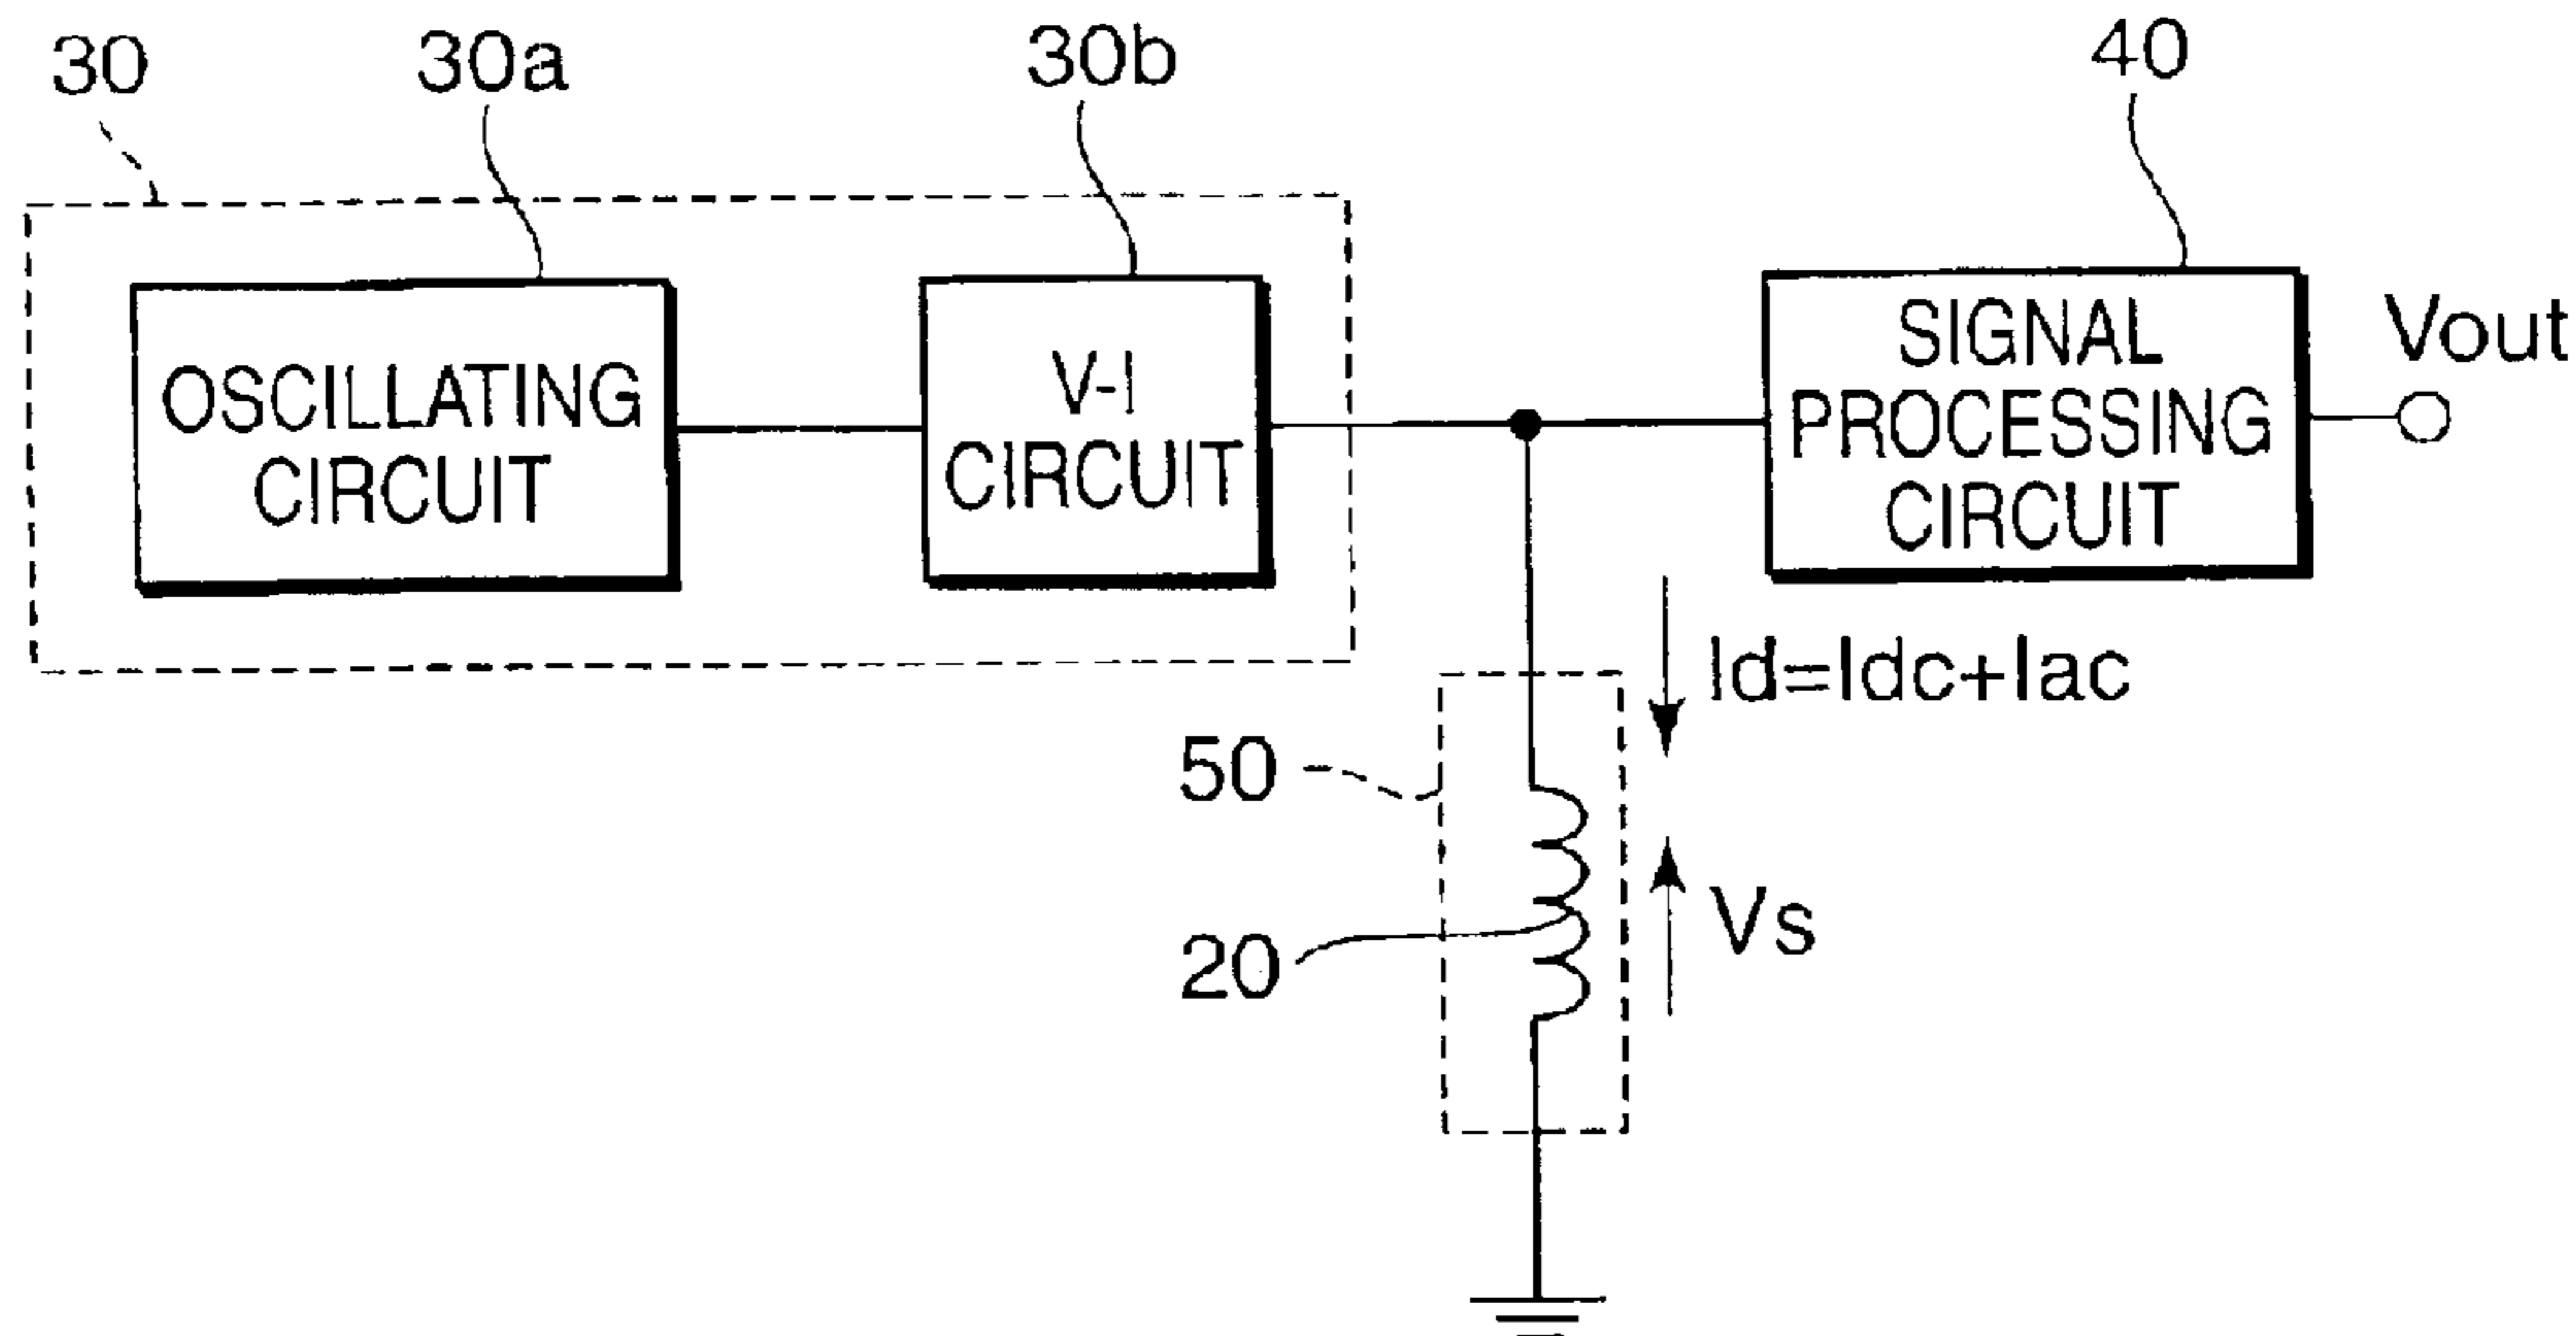 30
30a
30b
40
OSCILLATING
CIRCUIT
V-I
CIRCUIT
SIGNAL
PROCESSING
CIRCUIT
Vout
Id=Idc+Iac
50
20
Vs